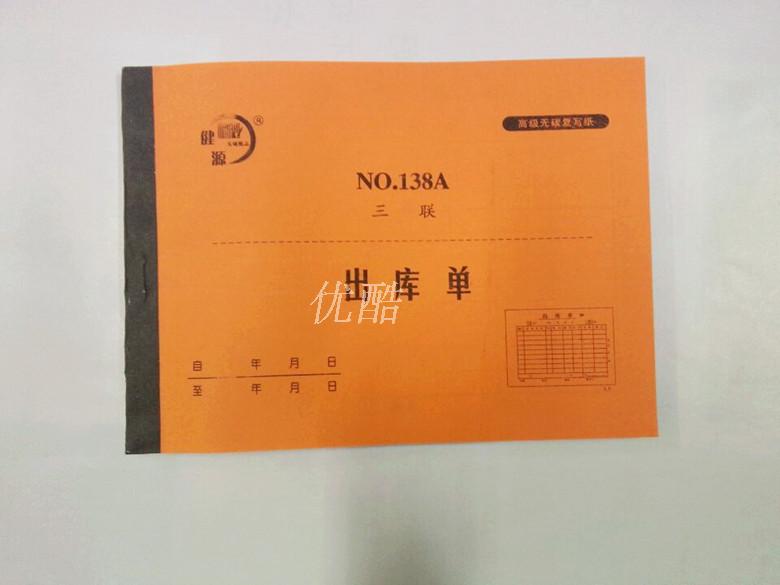 健源
®
高级无碳复写纸
NO.138A
三 联
出库单
优酷
自 年 月 日
至 年 月 日